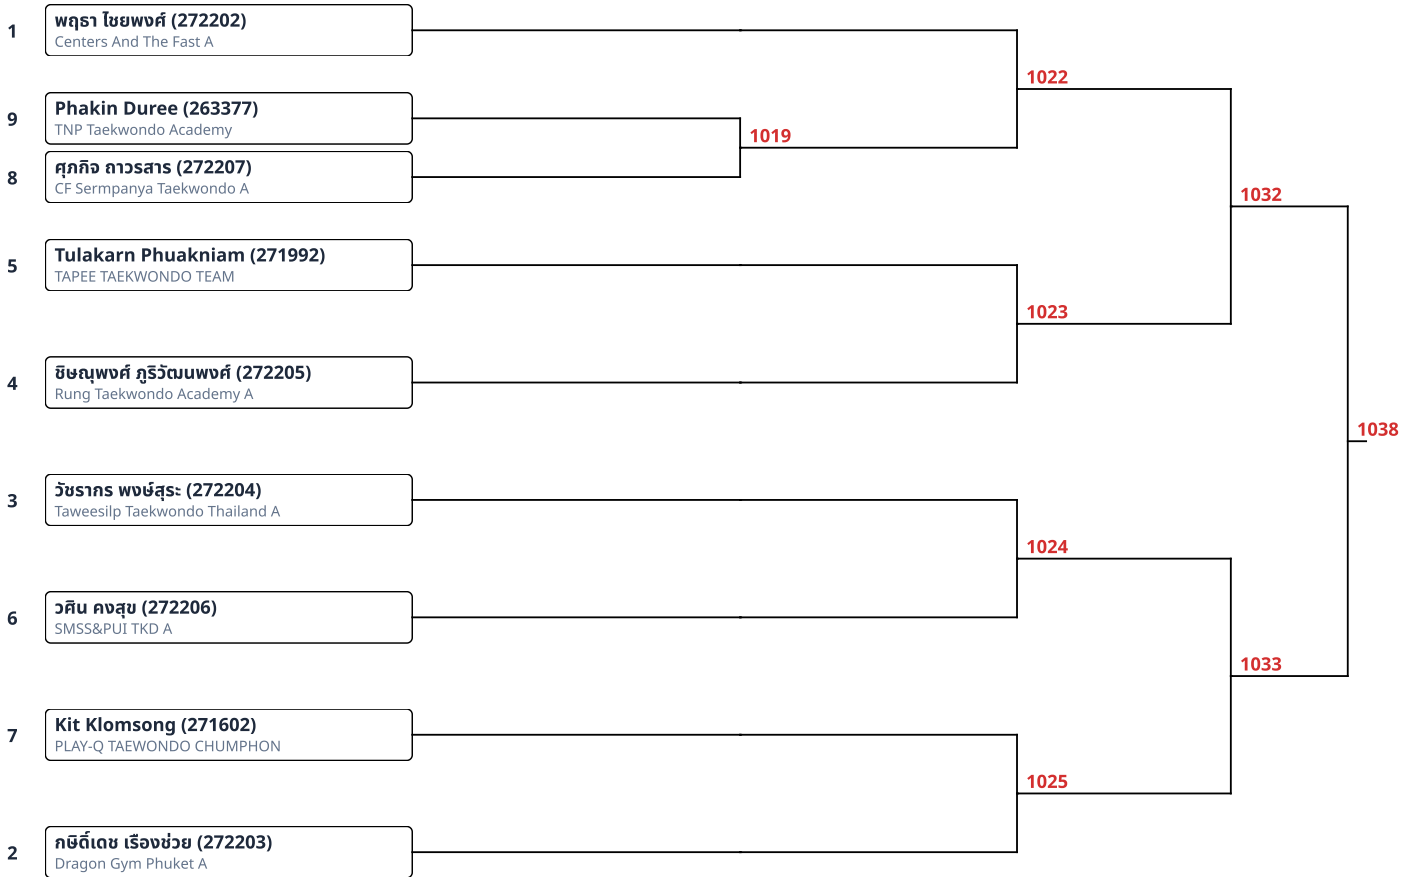 1
พฤธา ไชยพงศ์ (272202)
Centers And The Fast A
1022
9
Phakin Duree (263377)
TNP Taekwondo Academy
1019
8
ศุภกิจ ถาวรสาร (272207)
CF Sermpanya Taekwondo A
1032
5
Tulakarn Phuakniam (271992)
TAPEE TAEKWONDO TEAM
1023
4
ชิษณุพงศ์ ภูริวัฒนพงศ์ (272205)
Rung Taekwondo Academy A
1038
3
วัชรากร พงษ์สุระ (272204)
Taweesilp Taekwondo Thailand A
1024
6
วศิน คงสุข (272206)
SMSS&PUI TKD A
1033
7
Kit Klomsong (271602)
PLAY-Q TAEWONDO CHUMPHON
1025
2
กษิดิ์เดช เรืองช่วย (272203)
Dragon Gym Phuket A